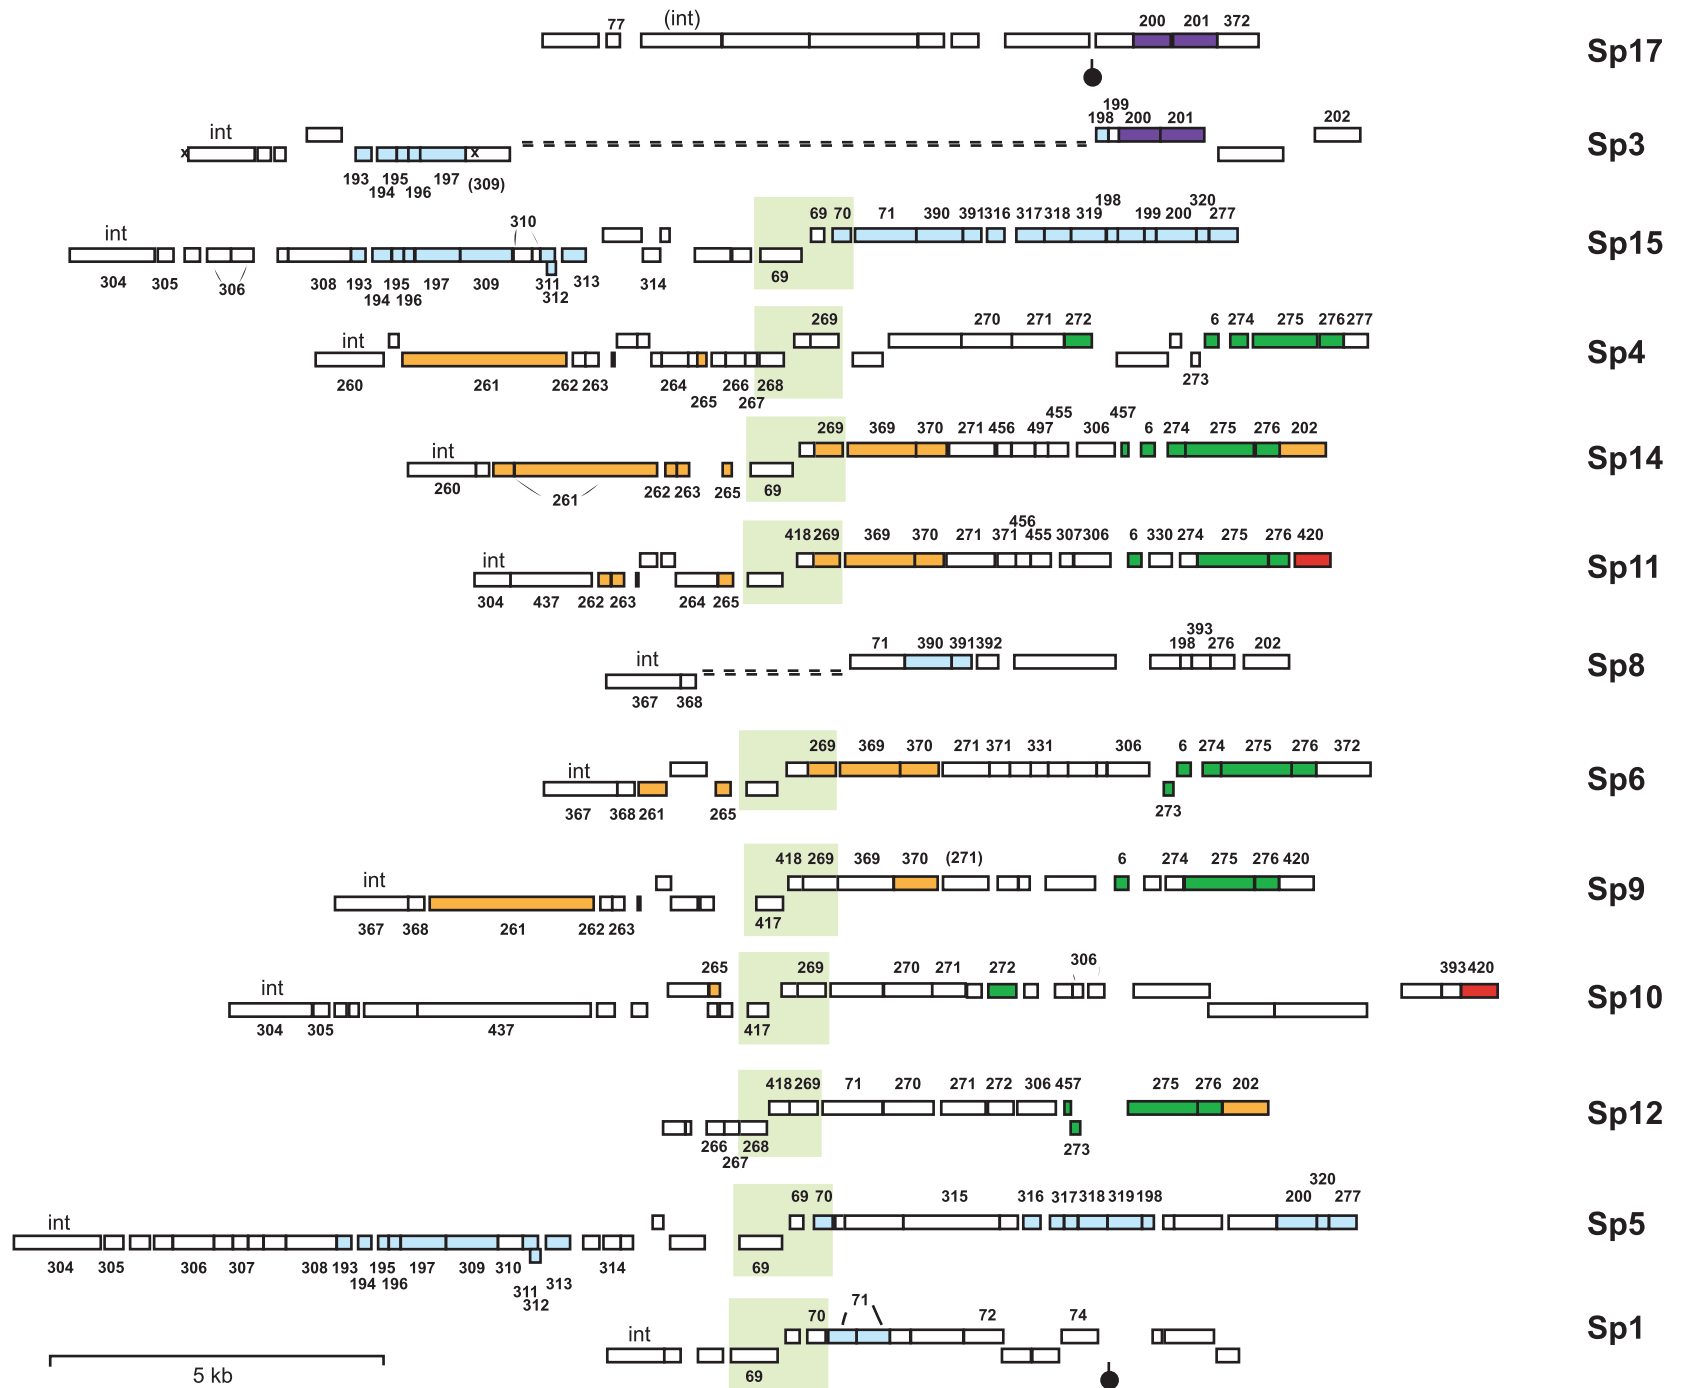 77 (int) 200 201 372
Sp17
int 193 194 195 196 197 (309) 198 199 200 201 202
x x
Sp3
int 310 69 70 71 390 391 316 317 318 319 198 199 200 320 277
304 305 306 308 193 194 195 196 197 309 311 312 313 314 69
Sp15
int 269 270 271 272 6 274 275 276 277
260 261 262 263 264 265 266 267 268 273
Sp4
int 269 369 370 271 456 497 455 306 457 6 274 275 276 202
260 261 262 263 265 69
Sp14
int 418 269 369 370 271 371 456 455 307 306 6 330 274 275 276 420
304 437 262 263 264 265
Sp11
int 71 390 391 392 198 393 276 202
367 368
Sp8
int 269 369 370 271 371 331 306 6 274 275 276 372
367 368 261 265 273
Sp6
int 418 269 369 370 (271) 6 274 275 276 420
367 368 261 262 263 417
Sp9
int 265 269 270 271 272 306 393 420
304 305 437 417
Sp10
418 269 71 270 271 272 306 457 275 276 202
266 267 268 273
Sp12
int 69 70 315 316 317 318 319 198 200 320 277
304 305 306 307 308 193 194 195 196 197 309 310 311 312 313 314 69
Sp5
int 70 71 72 74
69
Sp1
5 kb